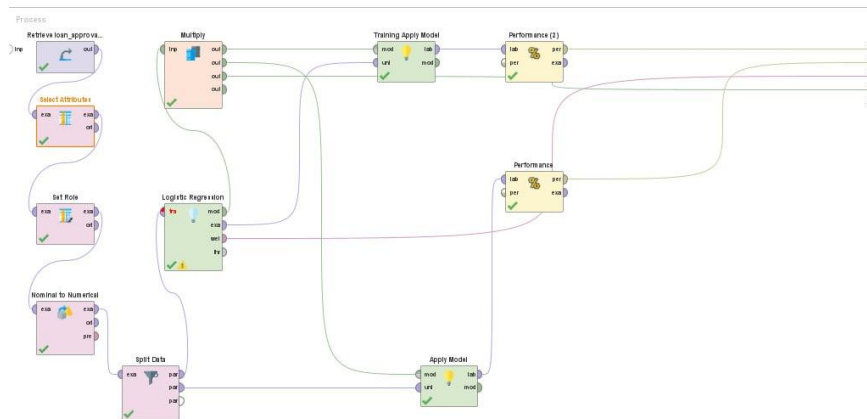 Process
Inp
Retrieve loan_approva...
out
Select Attributes
exa exa
ori
Set Role
exa exa
ori
Nominal to Numerical
exa exa
ori
pre
Split Data
exa par
par
par
Multiply
inp out
out
out
out
Logistic Regression
tra mod
exa
wei
thr
Training Apply Model
mod lab
unl mod
Performance (2)
lab per
per exa
Performance
lab per
per exa
Apply Model
mod lab
unl mod